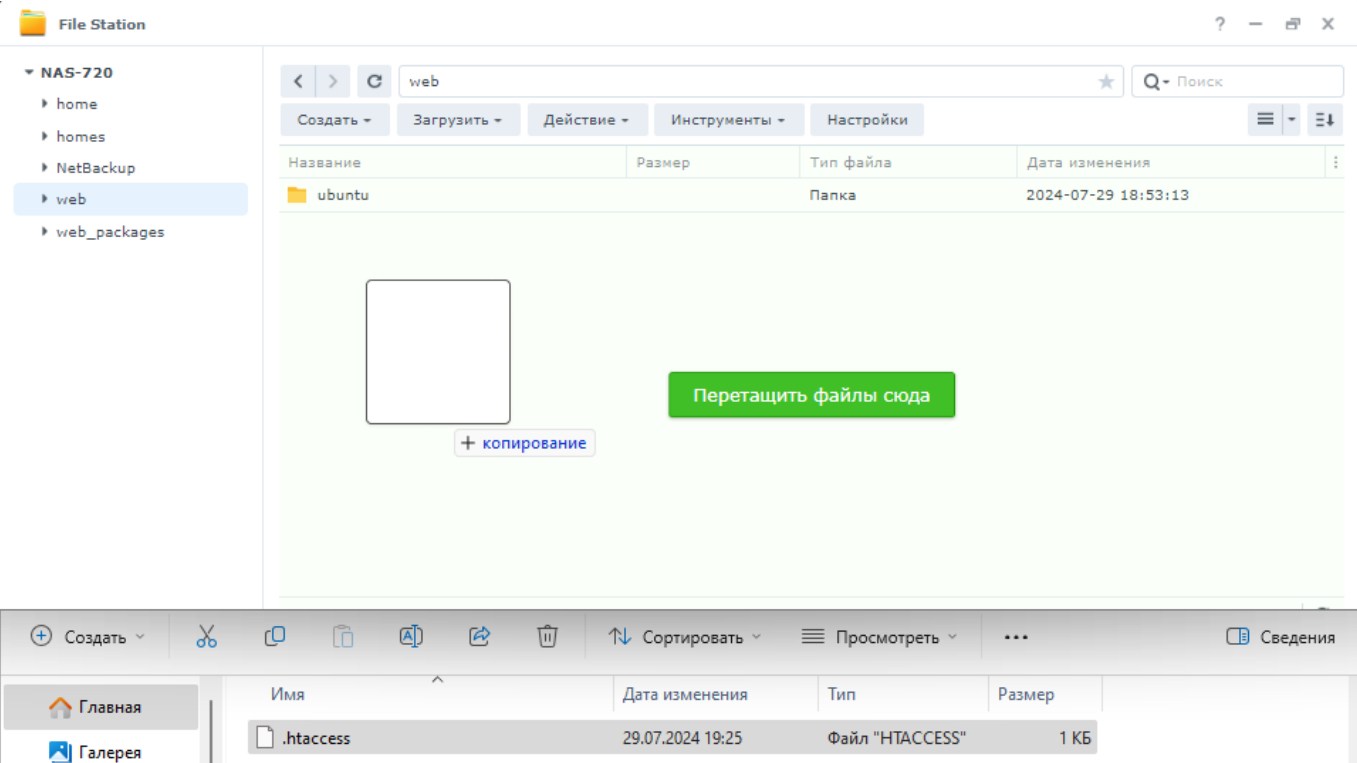 File Station
NAS-720
home
homes
NetBackup
web
web_packages
web
Поиск
Создать Загрузить Действие Инструменты Настройки
Название Размер Тип файла Дата изменения
ubuntu Папка 2024-07-29 18:53:13
Перетащить файлы сюда
+ копирование
Создать Сортировать Просмотреть ... Сведения
Главная
Галерея
Имя Дата изменения Тип Размер
.htaccess 29.07.2024 19:25 Файл "HTACCESS" 1 КБ